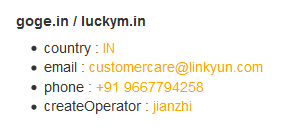 goge.in / luckym.in
• country : IN
• email : customercare@linkyun.com
• phone : +91 9667794258
• createOperator : jianzhi